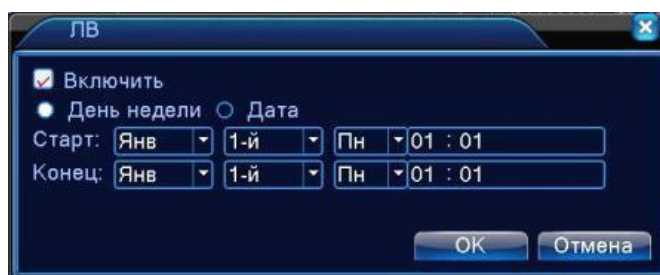 ЛВ
Включить
День недели Дата
Старт: Янв 1-й Пн 01 : 01
Конец: Янв 1-й Пн 01 : 01
OK Отмена